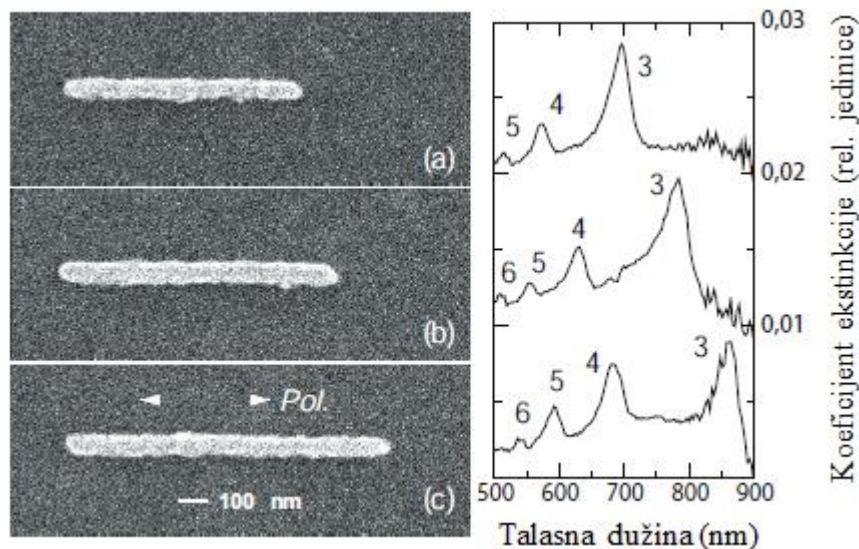 (a)
(b)
Pol.
100 nm
(c)
0,03
3
4
5
0,02
3
4
5
6
0,01
3
4
5
6
500 600 700 800 900
Talasna dužina (nm)
Koeficijent ekstinkcije (rel. jedinice)